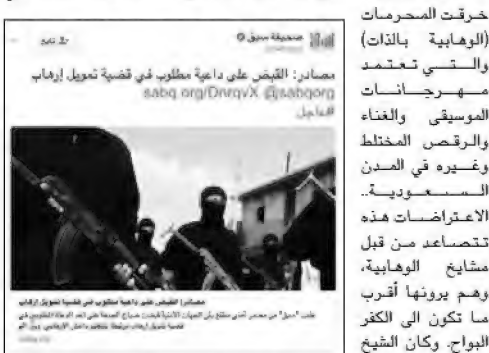 خرقت المحرمات
(الوهابية بالذات)
والتي تعتمد
مهرجانات
الموسيقى والغناء
والرقص المختلط
وغيره في المدن
السعودية..
الاعتراضات هذه
تتصاعد من قبل
مشايخ الوهابية،
وهم يرونها أقرب
ما تكون الى الكفر
البواح. وكان الشيخ
صحيفة سبق
تابع
مصادر: القبض على داعية مطلوب في قضية تمويل إرهاب
sabq.org/DnrqvX @sabqorg
#عاجل
مصادر: القبض على داعية مطلوب في قضية تمويل إرهاب